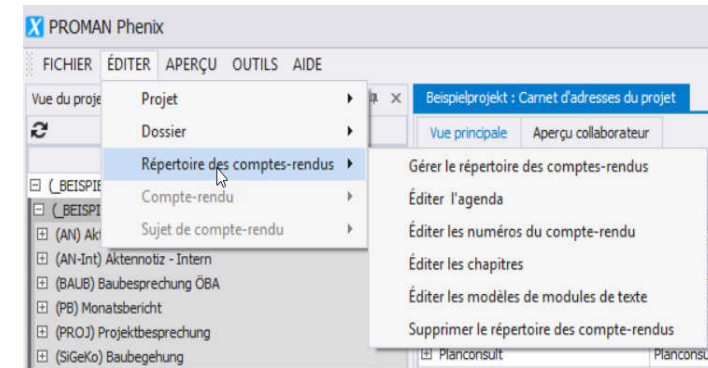 PROMAN Phenix
FICHIER ÉDITER APERÇU OUTILS AIDE
Vue du proje
Beispielprojekt : Carnet d'adresses du projet
Projet
Dossier
Vue principale Aperçu collaborateur
Répertoire des comptes-rendus
Gérer le répertoire des comptes-rendus
(_BEISPIE
Compte-rendu
Éditer l'agenda
(_BEISPI
Sujet de compte-rendu
Éditer les numéros du compte-rendu
(AN) Ak
(AN-Int) Aktennotiz - Intern
Éditer les chapitres
(BAUB) Baubesprechung ÖBA
(PB) Monatsbericht
Éditer les modèles de modules de texte
(PROJ) Projektbesprechung
Supprimer le répertoire des compte-rendus
(SiGeKo) Baubegehung
Planconsult Planconsu